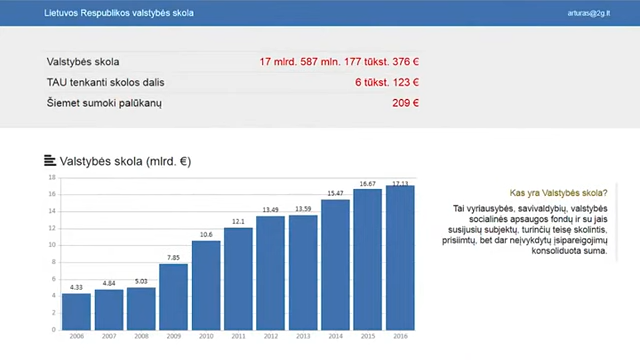 Lietuvos Respublikos valstybės skola
arturas@2g.lt
Valstybės skola 17 mlrd. 587 mln. 177 tūkst. 376 €
TAU tenkanti skolos dalis 6 tūkst. 123 €
Šiemet sumoki palūkanų 209 €
Valstybės skola (mlrd. €)
18
16
14
12
10
8
6
4
2
0
4.33 4.84 5.03 7.85 10.6 12.1 13.49 13.59 15.47 16.67 17.13
2006 2007 2008 2009 2010 2011 2012 2013 2014 2015 2016
Kas yra Valstybės skola?
Tai vyriausybės, savivaldybių, valstybės
socialinės apsaugos fondų ir su jais
susijusių subjektų, turinčių teisę skolintis,
prisiimtų, bet dar neįvykdytų įsipareigojimų
konsoliduota suma.